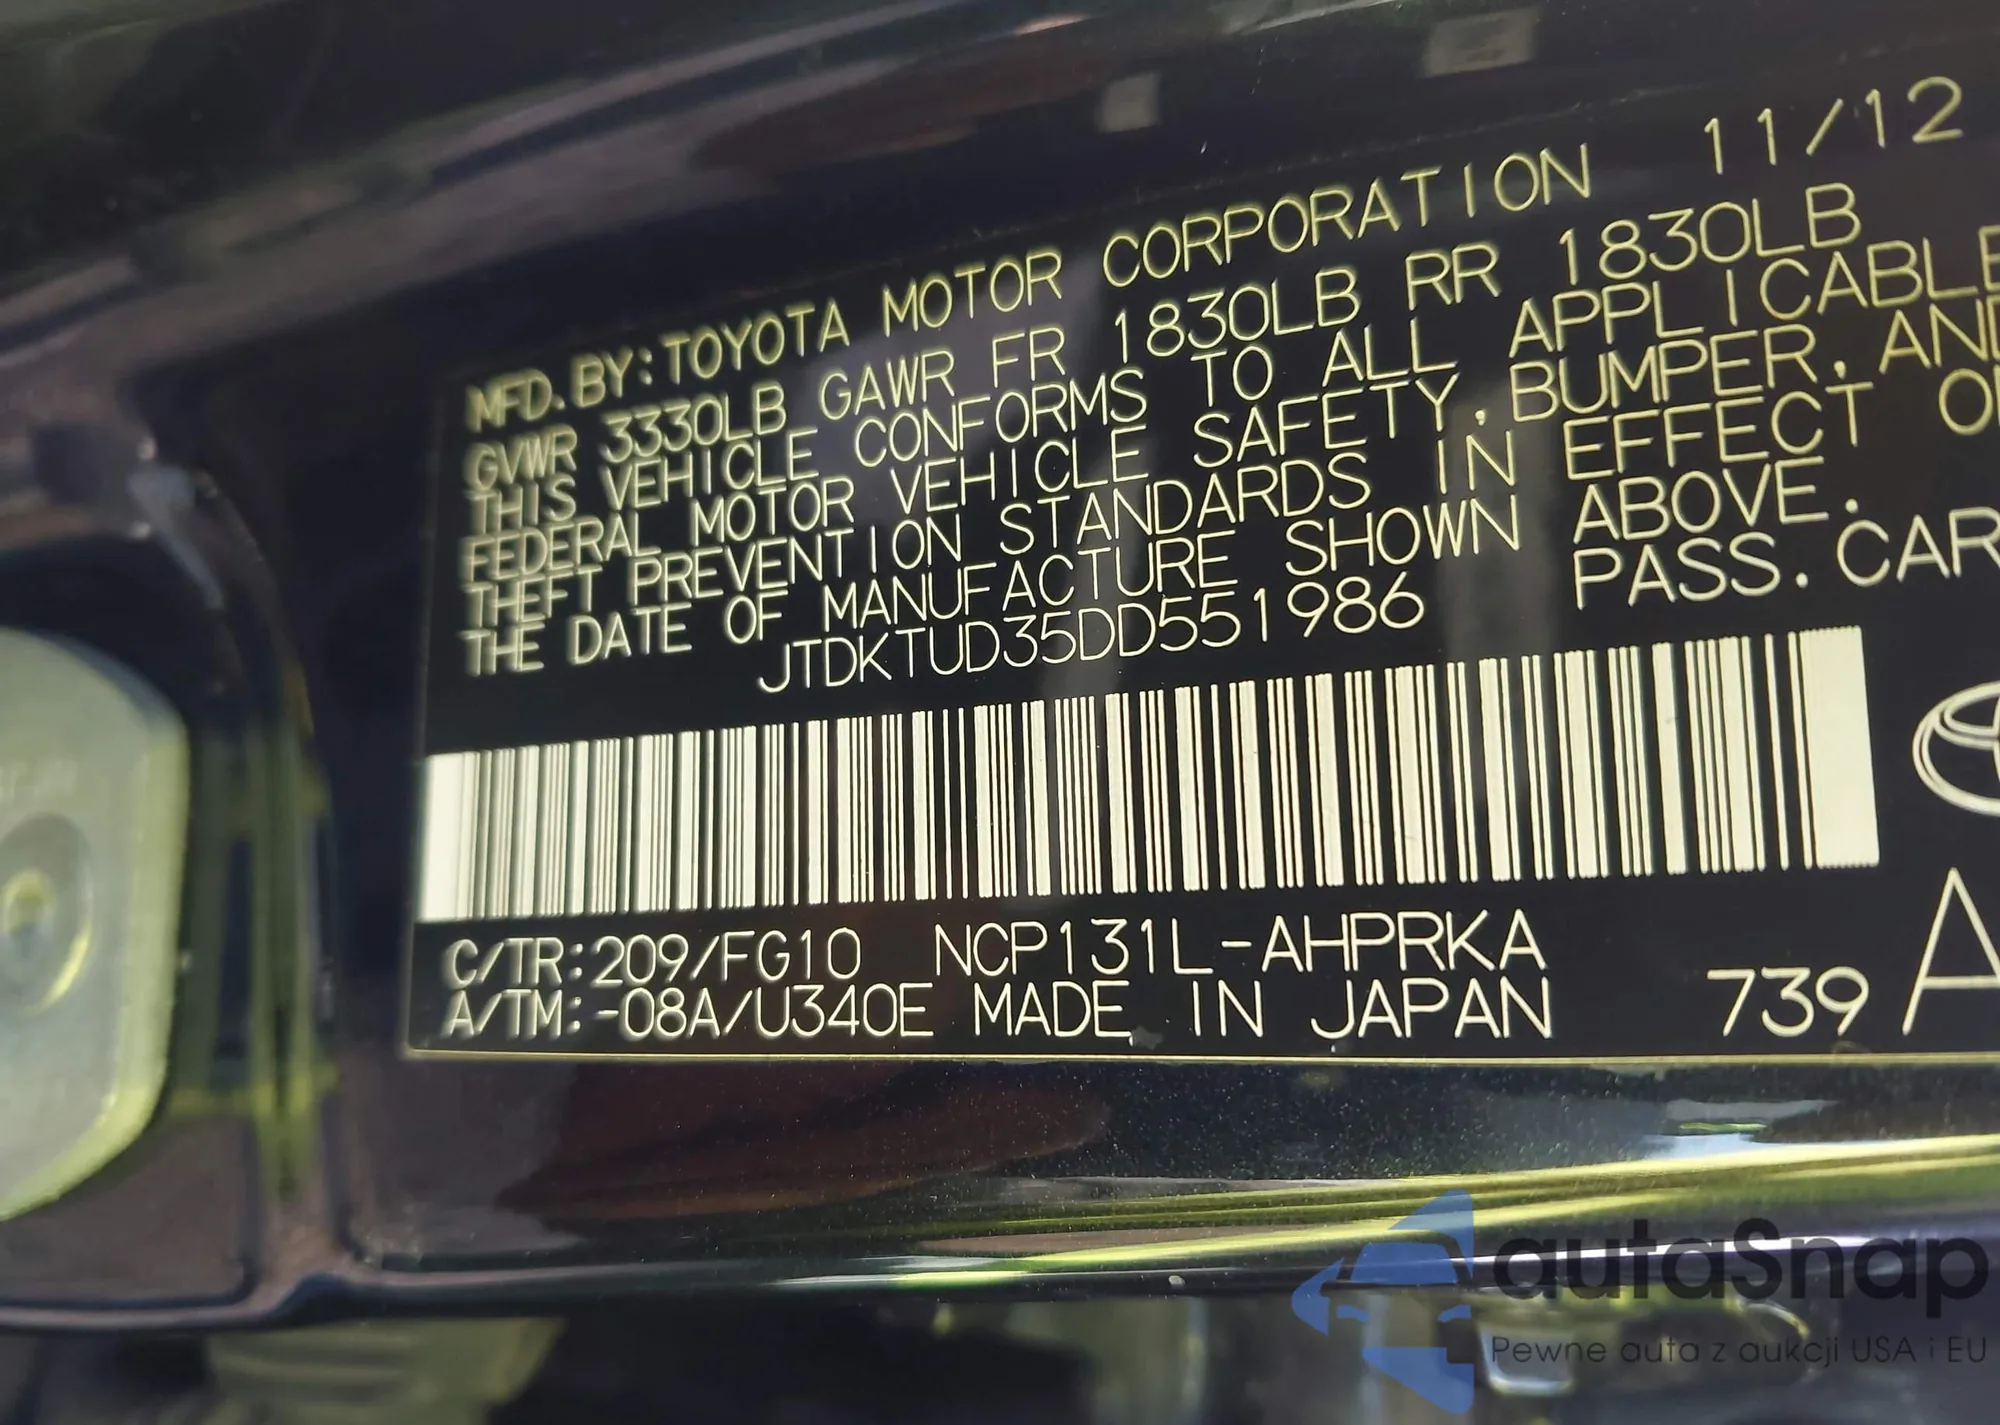 MFD.BY:TOYOTA MOTOR CORPORATION 11/12
GVWR 3330LB GAWR FR 1830LB RR 1830LB
THIS VEHICLE CONFORMS TO ALL APPLICABLE
FEDERAL MOTOR VEHICLE SAFETY, BUMPER, AND
THEFT PREVENTION STANDARDS IN EFFECT
THE DATE OF MANUFACTURE SHOWN ABOVE.
JTDKTUD35DD551986 PASS. CAR
C/TR:209/FG10 NCP131L-AHPRKA
A/TM:-08A/U340E MADE IN JAPAN 739 A
autaSnap
Pewne auta z aukcji USA i EU